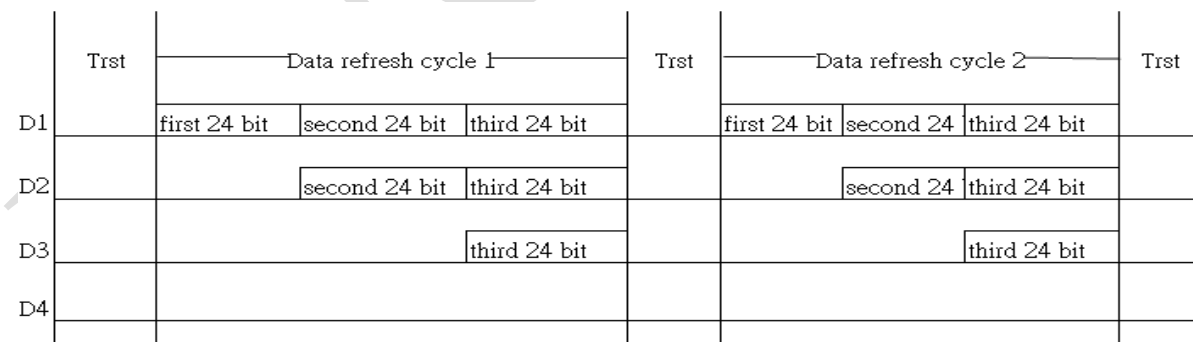 Trst Data refresh cycle 1 Trst Data refresh cycle 2 Trst
D1 first 24 bit second 24 bit third 24 bit first 24 bit second 24 third 24 bit
D2 second 24 bit third 24 bit second 24 third 24 bit
D3 third 24 bit third 24 bit
D4